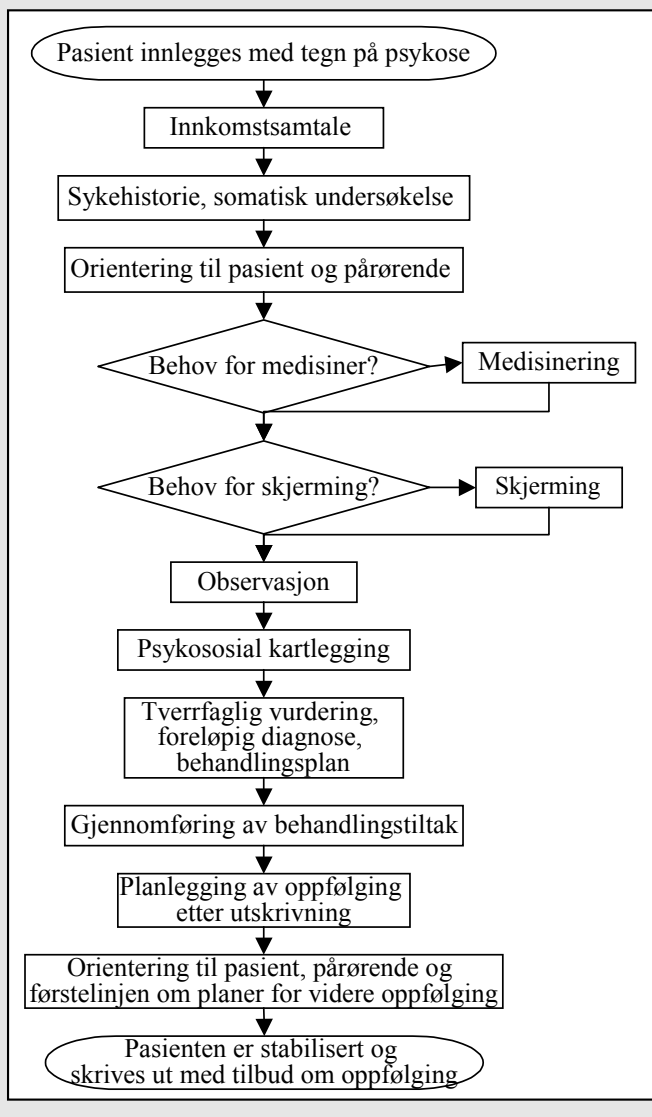 Pasient innlegges med tegn på psykose
Innkomstsamtale
Sykehistorie, somatisk undersøkelse
Orientering til pasient og pårørende
Behov for medisiner?
Medisinering
Behov for skjerming?
Skjerming
Observasjon
Psykososial kartlegging
Tverrfaglig vurdering,
foreløpig diagnose,
behandlingsplan
Gjennomføring av behandlingstiltak
Planlegging av oppfølging
etter utskrivning
Orientering til pasient, pårørende og
førstelinjen om planer for videre oppfølging
Pasienten er stabilisert og
skrives ut med tilbud om oppfølging